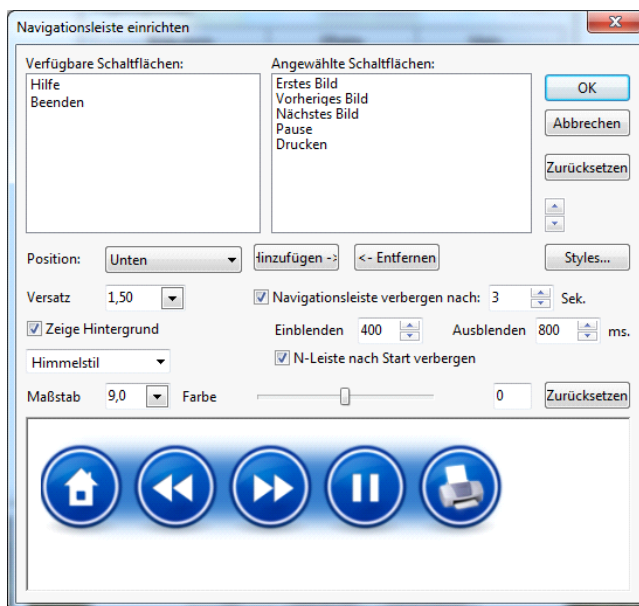 Navigationsleiste einrichten
Verfügbare Schaltflächen:
Hilfe
Beenden
Angewählte Schaltflächen:
Erstes Bild
Vorheriges Bild
Nächstes Bild
Pause
Drucken
OK
Abbrechen
Zurücksetzen
Position: Unten Hinzufügen -> <- Entfernen Styles...
Versatz 1,50 Navigationsleiste verbergen nach: 3 Sek.
Zeige Hintergrund Einblenden 400 Ausblenden 800 ms.
Himmelstil N-Leiste nach Start verbergen
Maßstab 9,0 Farbe 0 Zurücksetzen